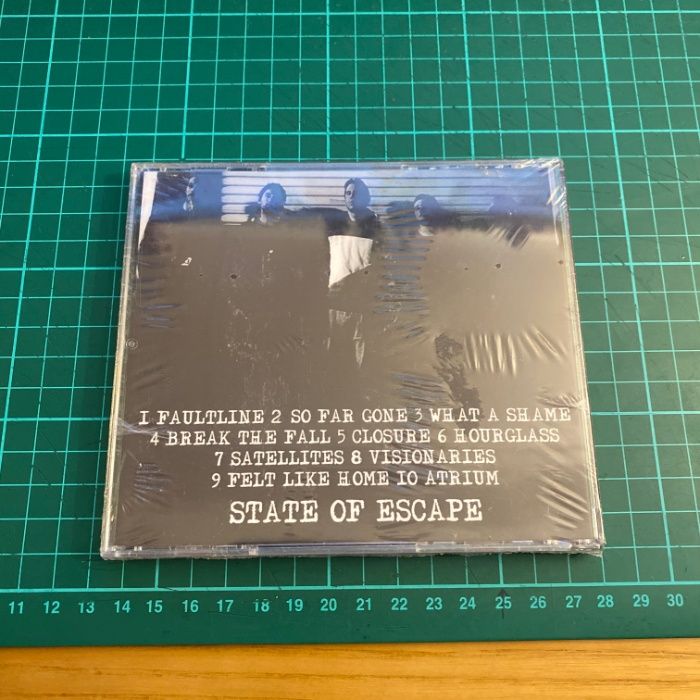 1 FAULTLINE 2 SO FAR GONE 3 WHAT A SHAME
4 BREAK THE FALL 5 CLOSURE 6 HOURGLASS
7 SATELLITES 8 VISIONARIES
9 FELT LIKE HOME 10 ATRIUM
STATE OF ESCAPE
11 12 13 14 15 16 17 18 19 20 21 22 23 24 25 26 27 28 29 30